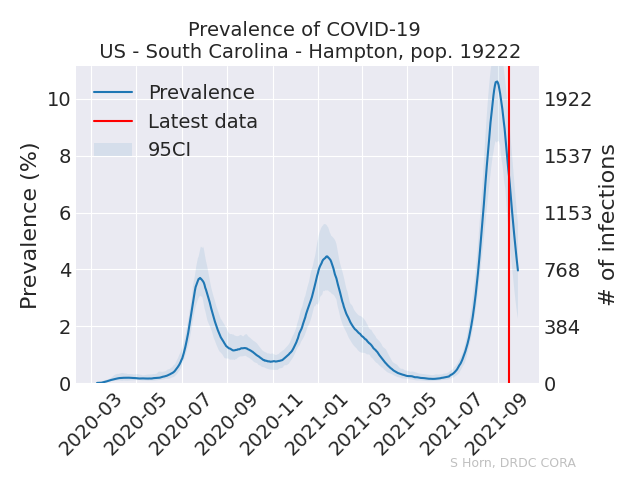 Prevalence of COVID-19
US - South Carolina - Hampton, pop. 19222
Prevalence
Latest data
95CI
Prevalence (%)
10
8
6
4
2
0
1922
1537
1153
768
384
0
# of infections
2020-03
2020-05
2020-07
2020-09
2020-11
2021-01
2021-03
2021-05
2021-07
2021-09
S Horn, DRDC CORA